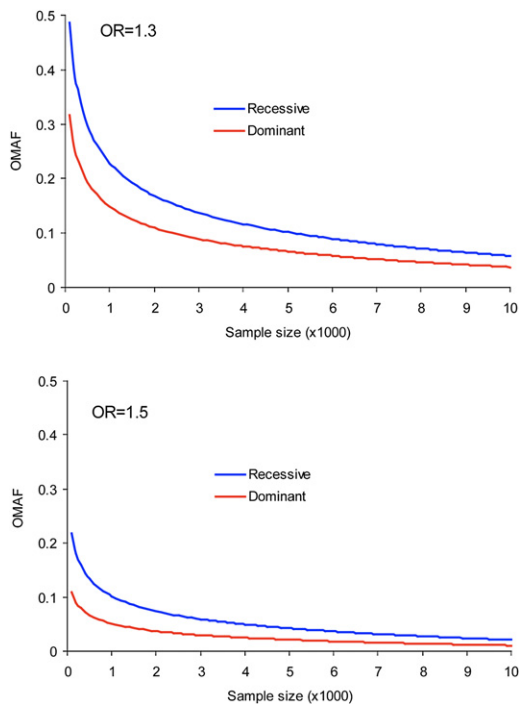 OR=1.3
0.5
0.4
0.3
0.2
0.1
0
OMAF
Recessive
Dominant
0 1 2 3 4 5 6 7 8 9 10
Sample size (x1000)
OR=1.5
0.5
0.4
0.3
0.2
0.1
0
OMAF
Recessive
Dominant
0 1 2 3 4 5 6 7 8 9 10
Sample size (x1000)